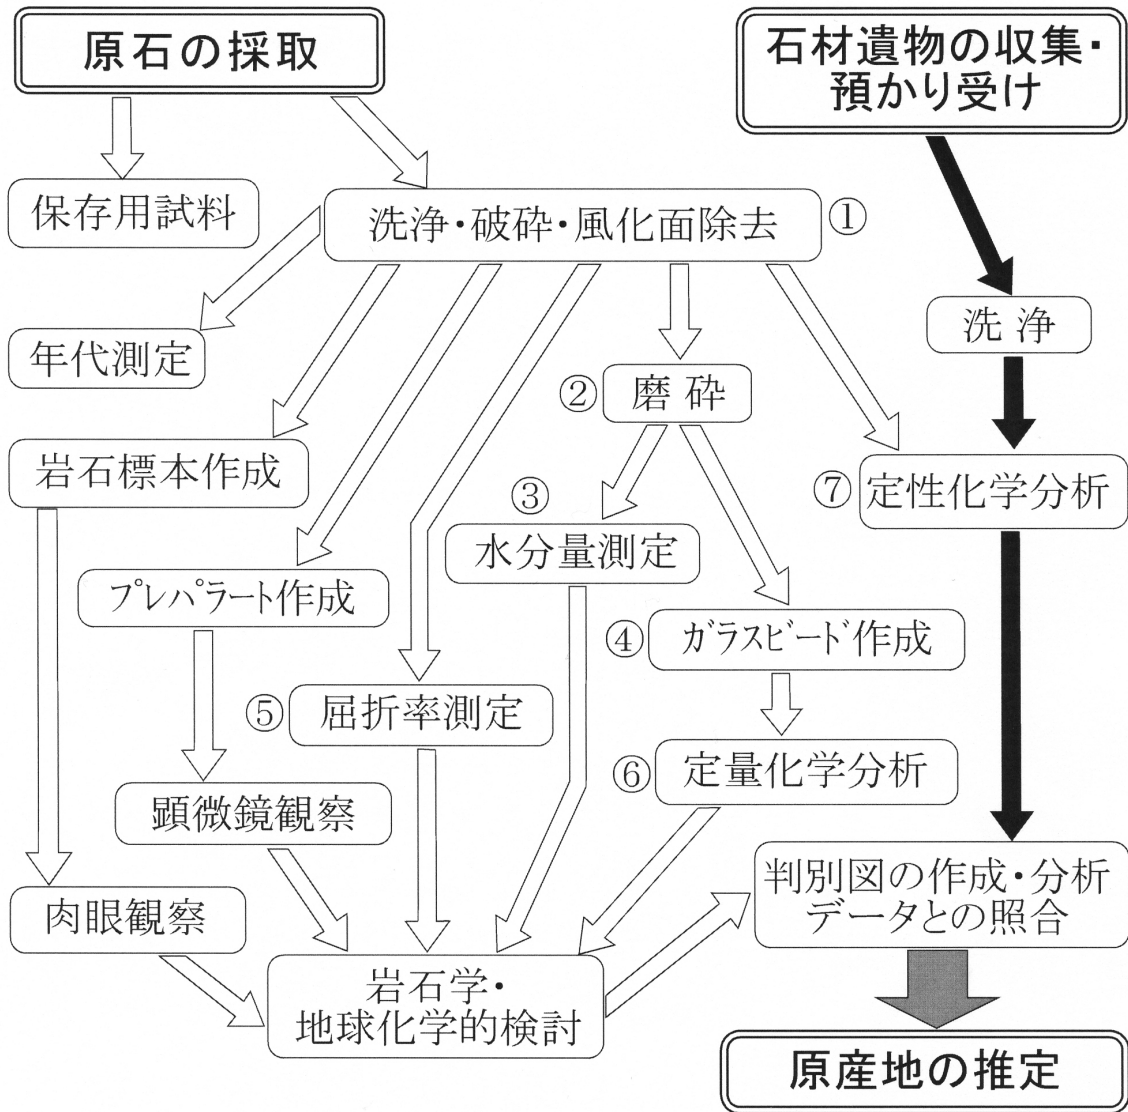 原石の採取
石材遺物の収集・
預かり受け
保存用試料
洗浄・破砕・風化面除去
①
年代測定
洗 浄
②
磨 砕
岩石標本作成
③
⑦
定性化学分析
水分量測定
プレパラート作成
④
ガラスビード作成
⑤
屈折率測定
⑥
定量化学分析
顕微鏡観察
判別図の作成・分析
データとの照合
肉眼観察
岩石学・
地球化学的検討
原産地の推定